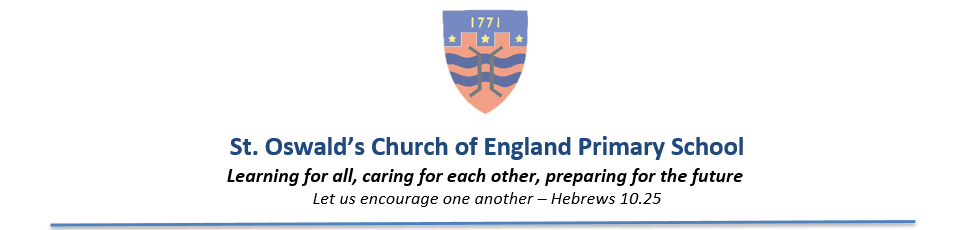 1771
St. Oswald’s Church of England Primary School
Learning for all, caring for each other, preparing for the future
Let us encourage one another – Hebrews 10.25